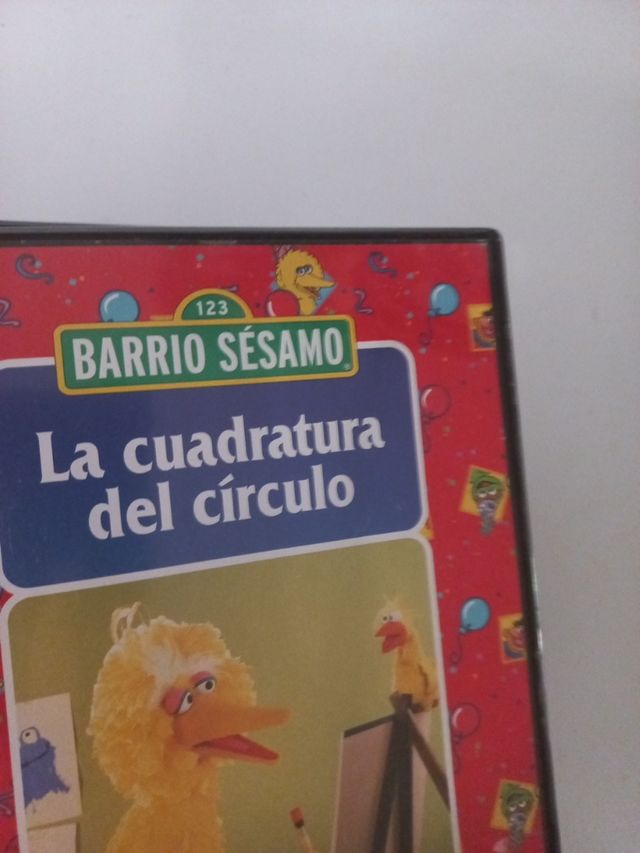 123
BARRIO SÉSAMO
La cuadratura
del círculo